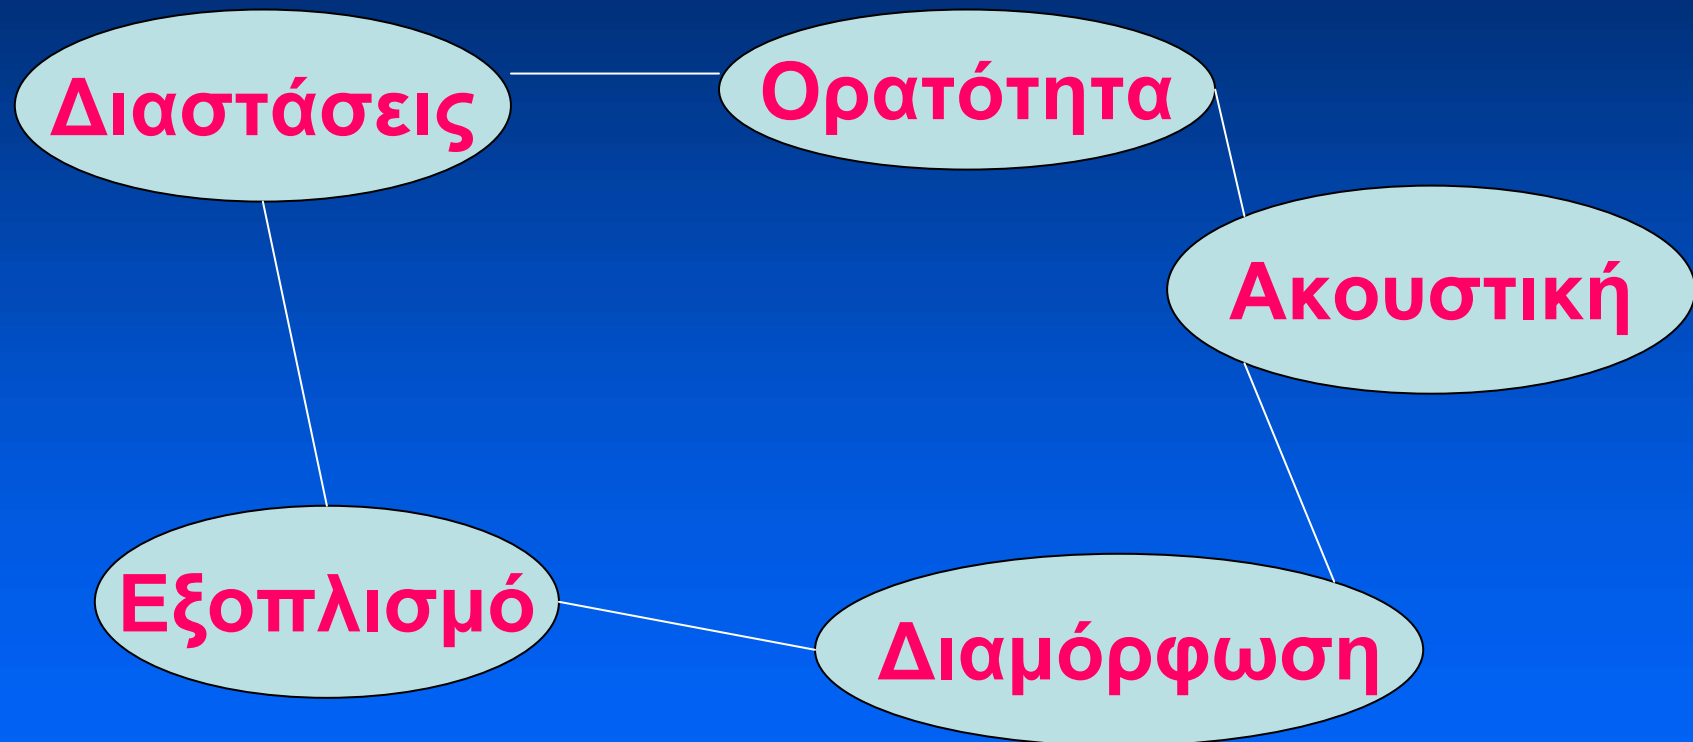 Διαστάσεις
Ορατότητα
Ακουστική
Εξοπλισμό
Διαμόρφωση